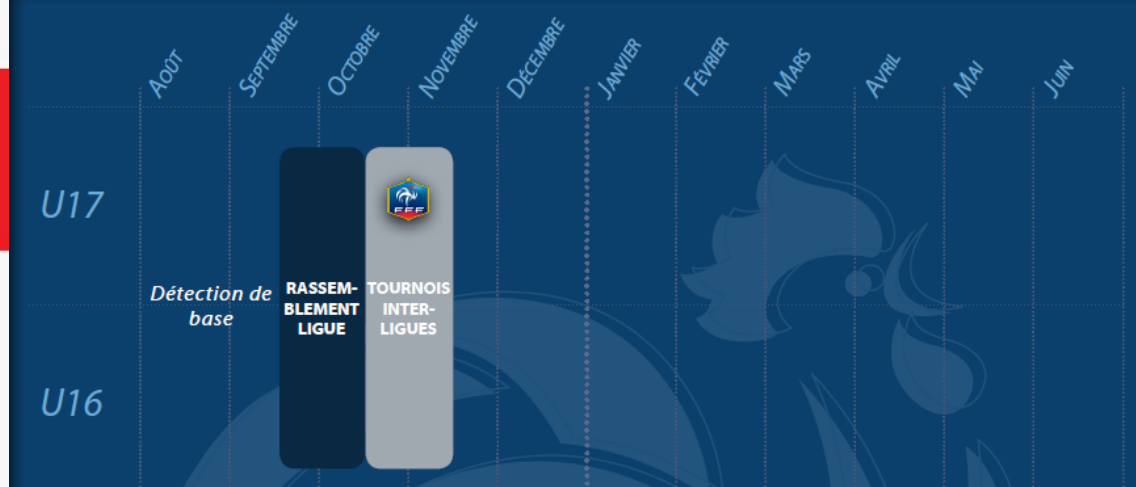 AOÛT
SEPTEMBRE
OCTOBRE
NOVEMBRE
DÉCEMBRE
JANVIER
FÉVRIER
MARS
AVRIL
MAI
JUIN
U17
FFF
Détection de
base
RASSEM-
BLEMENT
LIGUE
TOURNOIS
INTER-
LIGUES
U16